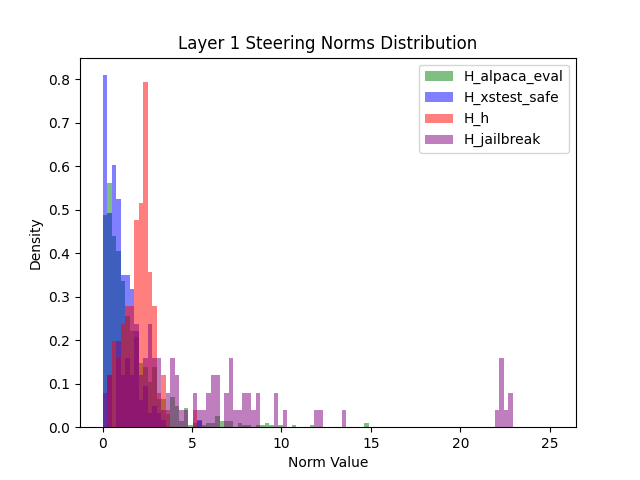 Layer 1 Steering Norms Distribution
H_alpaca_eval
H_xstest_safe
H_h
H_jailbreak
0.8
0.7
0.6
0.5
0.4
0.3
0.2
0.1
0.0
Density
0 5 10 15 20 25
Norm Value